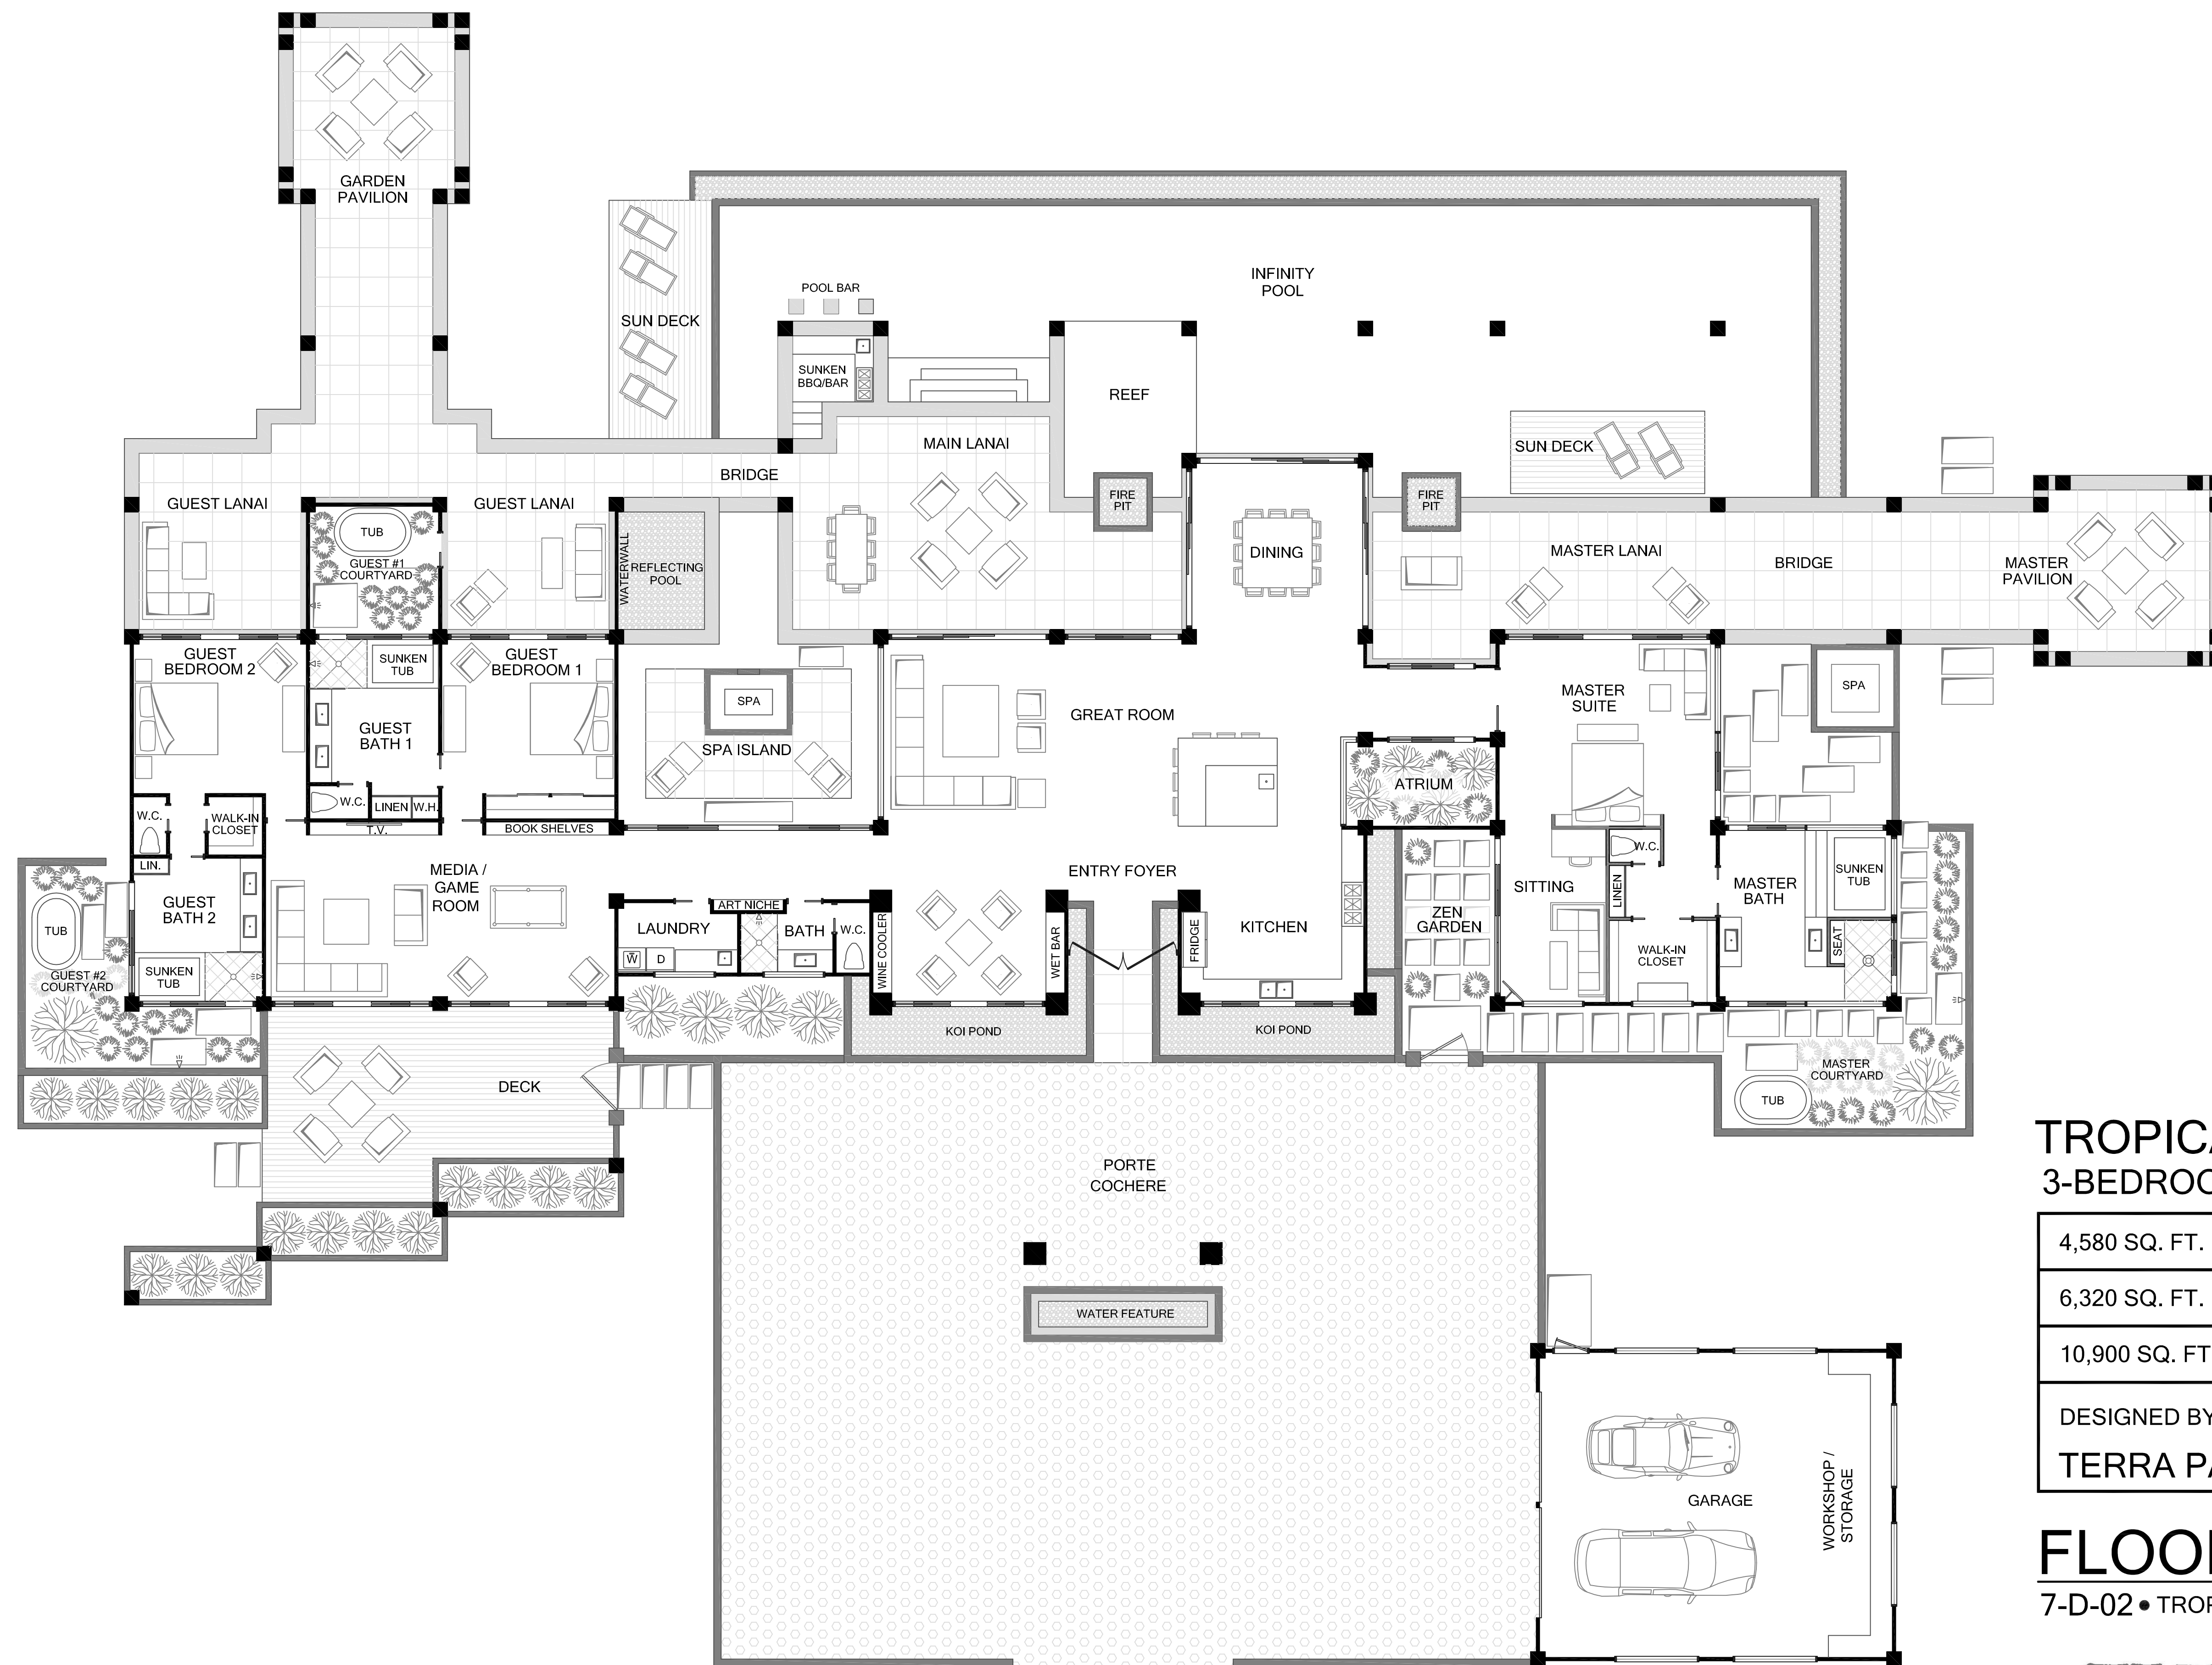 GARDEN
PAVILION
INFINITY
POOL
POOL BAR
SUN DECK
SUNKEN
BBQ/BAR
REEF
MAIN LANAI
SUN DECK
BRIDGE
GUEST LANAI
GUEST LANAI
FIRE
PIT
FIRE
PIT
TUB
GUEST #1
COURTYARD
WATERWALL
REFLECTING
POOL
DINING
MASTER LANAI
BRIDGE
MASTER
PAVILION
GUEST
BEDROOM 2
SUNKEN
TUB
GUEST
BEDROOM 1
SPA
SPA ISLAND
GREAT ROOM
MASTER
SUITE
SPA
GUEST
BATH 1
ATRIUM
W.C.
LINEN
W.H.
W.C.
WALK-IN
CLOSET
T.V.
BOOK SHELVES
LIN.
MEDIA /
GAME
ROOM
ENTRY FOYER
W.C.
LINEN
SITTING
MASTER
BATH
SUNKEN
TUB
GUEST
BATH 2
ART NICHE
LAUNDRY
BATH
W.C.
WINE COOLER
WET BAR
FRIDGE
KITCHEN
ZEN
GARDEN
TUB
W
D
WALK-IN
CLOSET
SEAT
GUEST #2
COURTYARD
SUNKEN
TUB
KOI POND
KOI POND
DECK
MASTER
COURTYARD
TUB
PORTE
COCHERE
WATER FEATURE
GARAGE
WORKSHOP /
STORAGE
TROPICA
3-BEDROO
4,580 SQ. FT.
6,320 SQ. FT.
10,900 SQ. FT
DESIGNED BY
TERRA PA
FLOO
7-D-02 • TROP